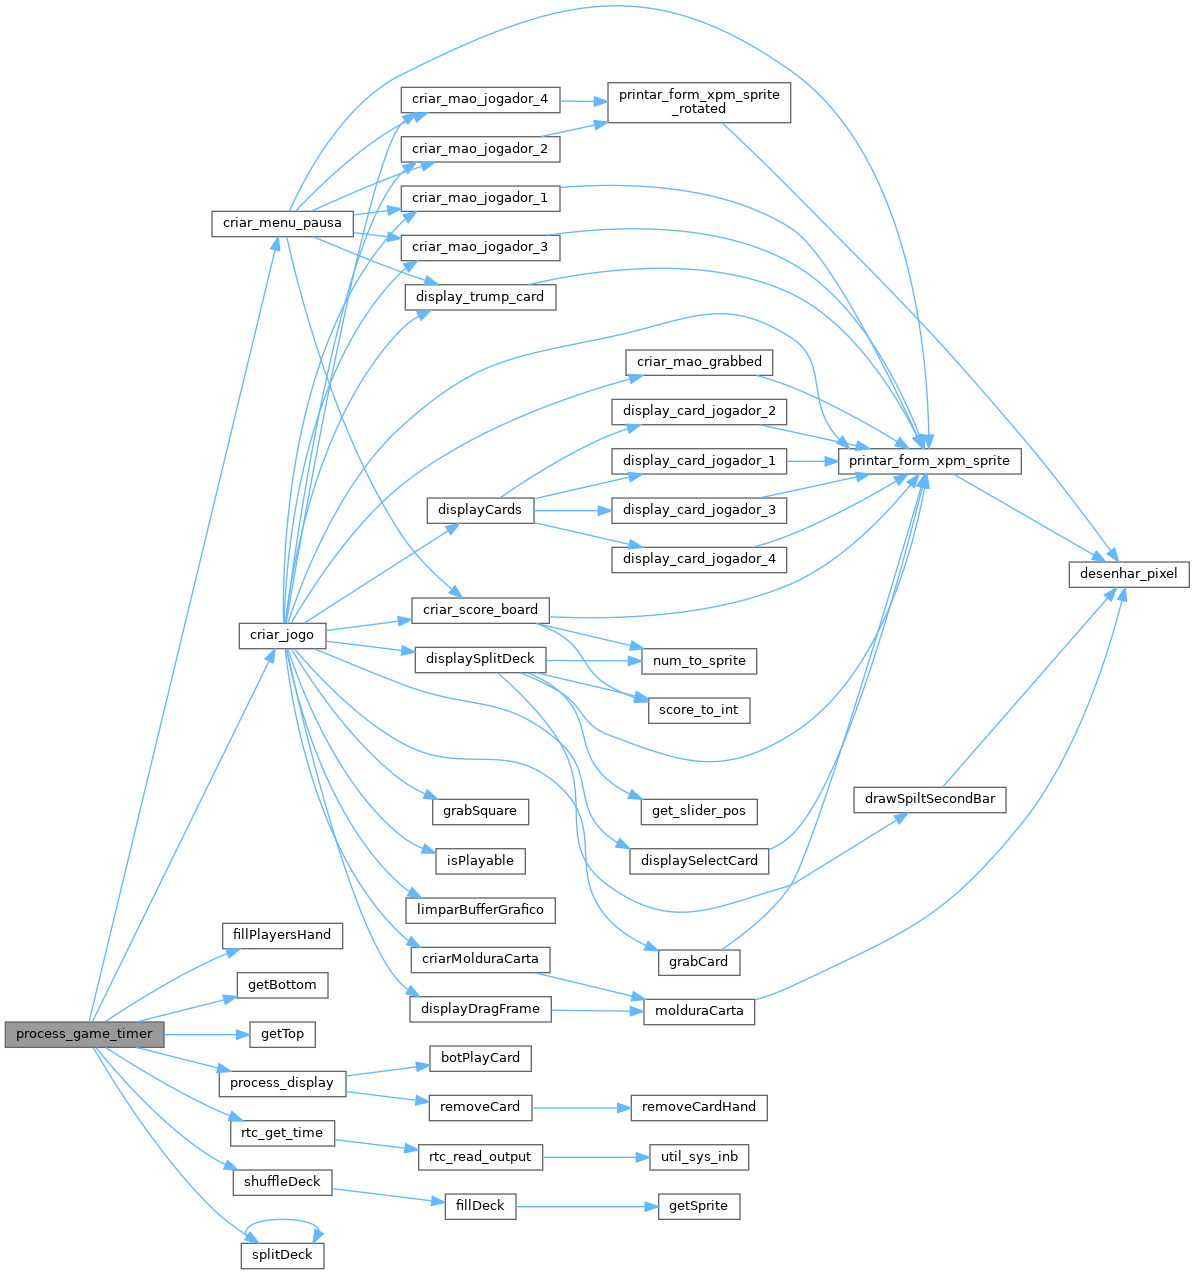 criar_mao_jogador_4
printar_form_xpm_sprite
_rotated
criar_mao_jogador_2
criar_mao_jogador_1
criar_menu_pausa
criar_mao_jogador_3
display_trump_card
criar_mao_grabbed
display_card_jogador_2
display_card_jogador_1
printar_form_xpm_sprite
displayCards
display_card_jogador_3
display_card_jogador_4
desenhar_pixel
criar_score_board
criar_jogo
displaySplitDeck
num_to_sprite
score_to_int
drawSpiltSecondBar
grabSquare
get_slider_pos
isPlayable
displaySelectCard
limparBufferGrafico
fillPlayersHand
criarMolduraCarta
grabCard
getBottom
displayDragFrame
molduraCarta
process_game_timer
getTop
botPlayCard
process_display
removeCard
removeCardHand
rtc_get_time
rtc_read_output
util_sys_inb
shuffleDeck
fillDeck
getSprite
splitDeck